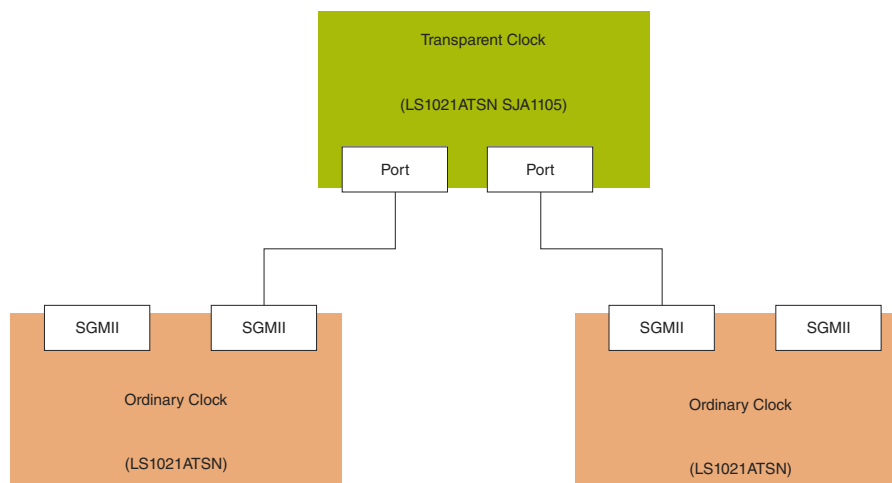 Transparent Clock
(LS1021ATSN SJA1105)
Port
Port
SGMII
SGMII
Ordinary Clock
(LS1021ATSN)
SGMII
SGMII
Ordinary Clock
(LS1021ATSN)